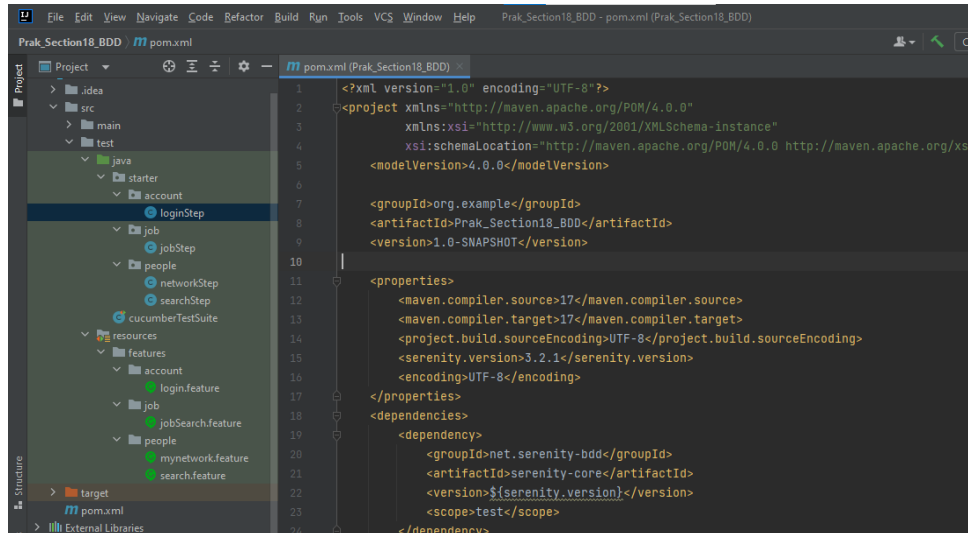 File Edit View Navigate Code Refactor Build Run Tools VCS Window Help Prak_Section18_BDD - pom.xml (Prak_Section18_BDD)
Prak_Section18_BDD m pom.xml
Project
Project
m pom.xml (Prak_Section18_BDD)
.idea
src
main
test
java
starter
account
loginStep
job
jobStep
people
networkStep
searchStep
cucumberTestSuite
resources
features
account
login.feature
job
jobSearch.feature
people
mynetwork.feature
search.feature
target
m pom.xml
External Libraries
Structure
1 <?xml version="1.0" encoding="UTF-8"?>
2 <project xmlns="http://maven.apache.org/POM/4.0.0"
3 xmlns:xsi="http://www.w3.org/2001/XMLSchema-instance"
4 xsi:schemaLocation="http://maven.apache.org/POM/4.0.0 http://maven.apache.org/xs
5 <modelVersion>4.0.0</modelVersion>
6
7 <groupId>org.example</groupId>
8 <artifactId>Prak_Section18_BDD</artifactId>
9 <version>1.0-SNAPSHOT</version>
10
11 <properties>
12 <maven.compiler.source>17</maven.compiler.source>
13 <maven.compiler.target>17</maven.compiler.target>
14 <project.build.sourceEncoding>UTF-8</project.build.sourceEncoding>
15 <serenity.version>3.2.1</serenity.version>
16 <encoding>UTF-8</encoding>
17 </properties>
18 <dependencies>
19 <dependency>
20 <groupId>net.serenity-bdd</groupId>
21 <artifactId>serenity-core</artifactId>
22 <version>${serenity.version}</version>
23 <scope>test</scope>
24 </dependency>